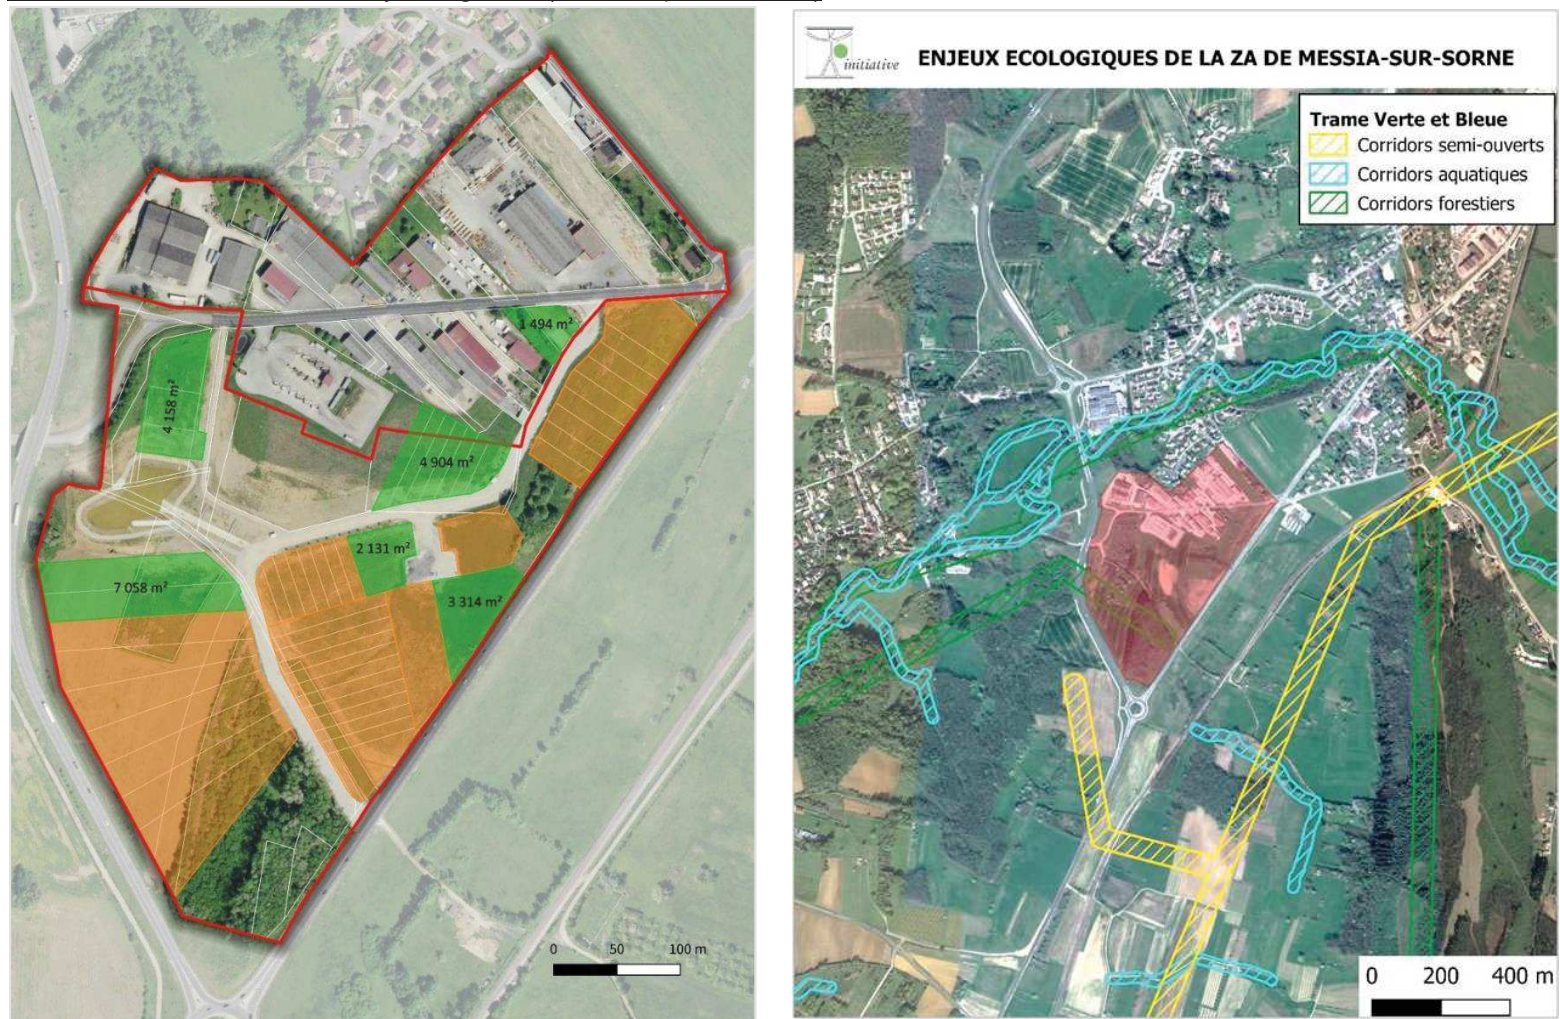 1 494 m²
4 158 m²
4 904 m²
2 131 m²
7 058 m²
3 314 m²
0 50 100 m
initiative
ENJEUX ECOLOGIQUES DE LA ZA DE MESSIA-SUR-SORNE
Trame Verte et Bleue
Corridors semi-ouverts
Corridors aquatiques
Corridors forestiers
0 200 400 m